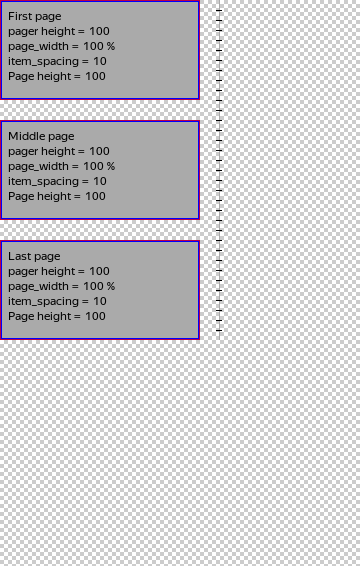 First page
pager height = 100
page_width = 100 %
item_spacing = 10
Page height = 100
Middle page
pager height = 100
page_width = 100 %
item_spacing = 10
Page height = 100
Last page
pager height = 100
page_width = 100 %
item_spacing = 10
Page height = 100